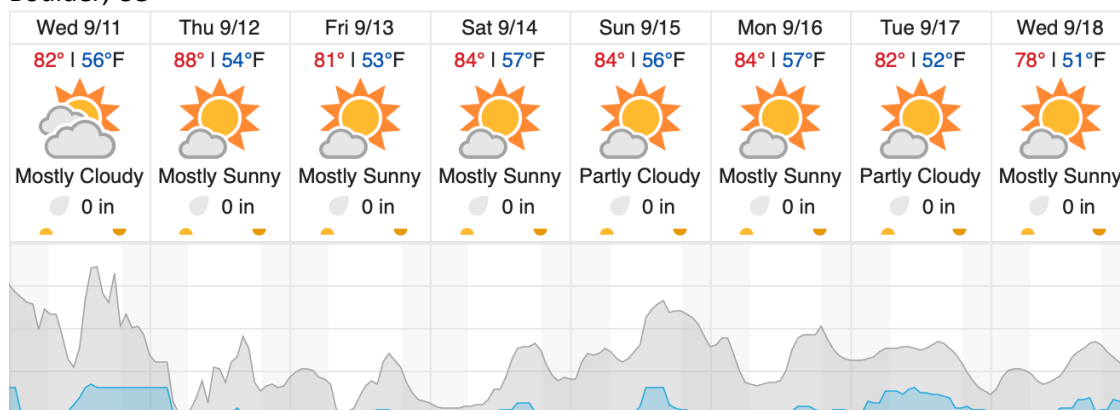 Wed 9/11 Thu 9/12 Fri 9/13 Sat 9/14 Sun 9/15 Mon 9/16 Tue 9/17 Wed 9/18
82° | 56°F 88° | 54°F 81° | 53°F 84° | 57°F 84° | 56°F 84° | 57°F 82° | 52°F 78° | 51°F
Mostly Cloudy Mostly Sunny Mostly Sunny Mostly Sunny Partly Cloudy Mostly Sunny Partly Cloudy Mostly Sunny
0 in 0 in 0 in 0 in 0 in 0 in 0 in 0 in